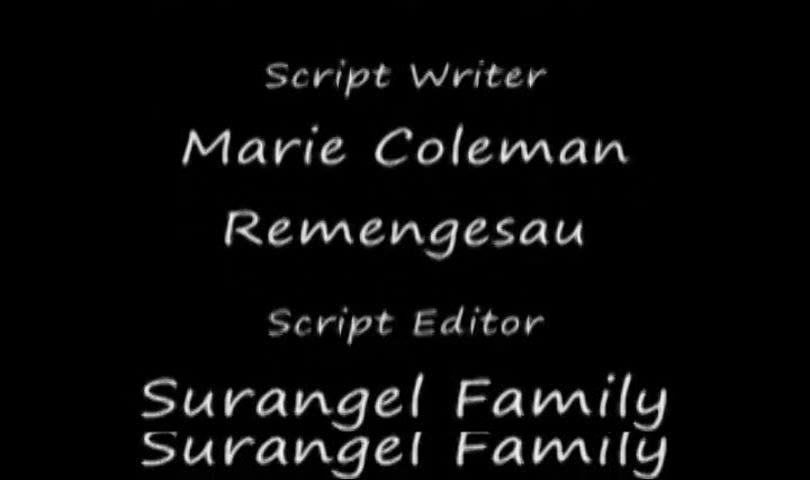 Script Writer
Marie Coleman
Remengesau
Script Editor
Surangel Family
Surangel Family